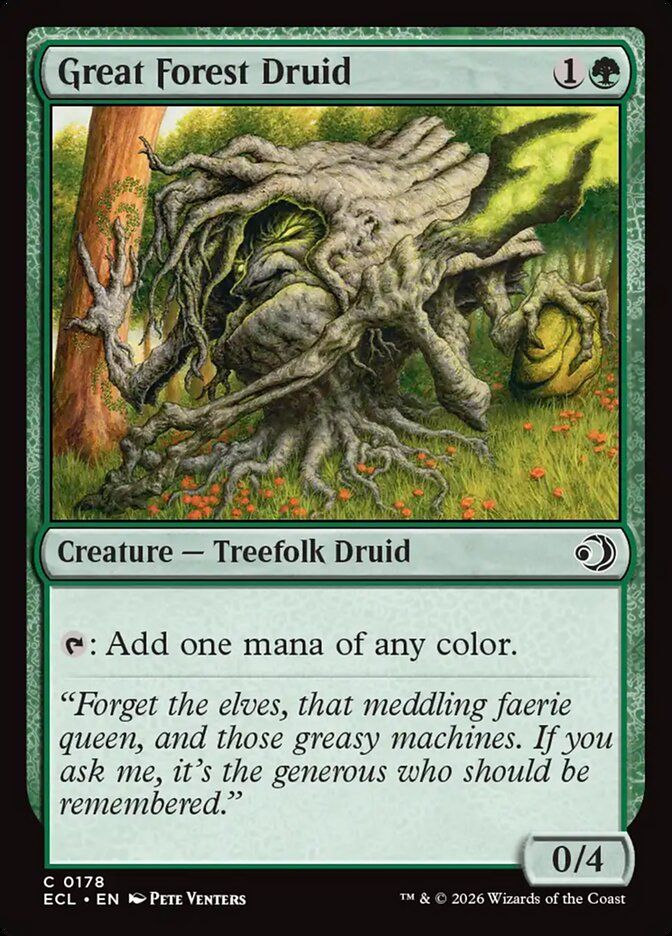 Great Forest Druid 1
Creature — Treefolk Druid
: Add one mana of any color.
“Forget the elves, that meddling faerie
queen, and those greasy machines. If you
ask me, it's the generous who should be
remembered.”
0/4
C 0178
ECL • EN Pete Venters
™ & © 2026 Wizards of the Coast